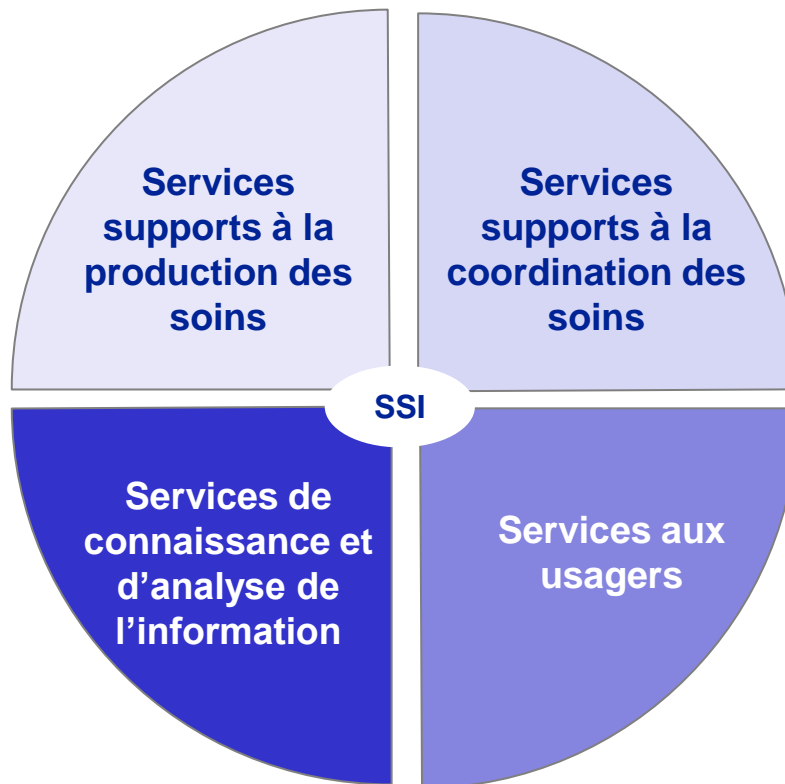 Services
supports à la
production des
soins
Services
supports à la
coordination des
soins
SSI
Services de
connaissance et
d’analyse de
l’information
Services aux
usagers